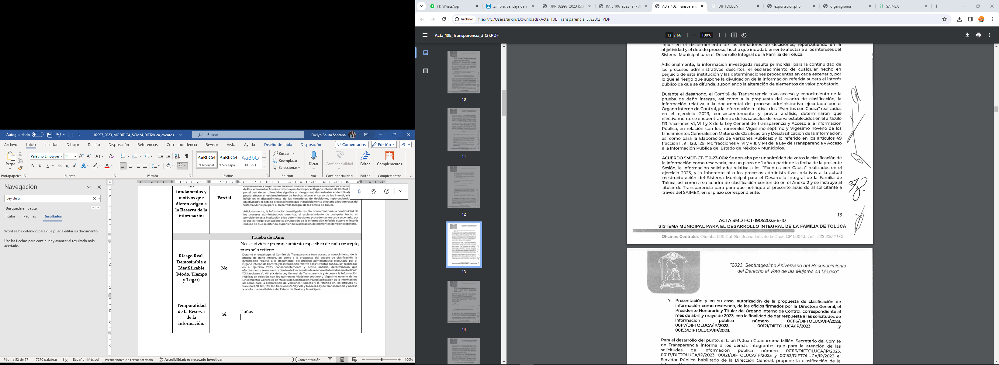 Autoguardado
02997_2023_MODIFICA_SCMM_DIFToluca_eventos...
Buscar
Evelyn Souza Santana
Archivo Inicio Insertar Dibujar Diseño Disposición Referencias Correspondencia Revisar Vista Ayuda Diseño de tabla Disposición
Comentarios
Edición
Pegar
Palatino Linotype 11
AaBbCcI AaBbCcI AaBbCc
¶ Normal ¶ Sin espa... Título 1
Buscar
Reemplazar
Seleccionar
Dictar
Confidencialidad
Editor
Complementos
Portapapeles Fuente Párrafo Estilos Edición Voz Confidencialidad Editor Complementos
Navegación
Ley de tr
Búsqueda en pausa
Títulos Páginas Resultados
Word se ha detenido para que pueda editar su documento.
Use las flechas para continuar y avanzar al resultado más
acertado.
los
fundamentos y
motivos que
dieron origen a
la Reserva de la
información
Parcial
Dependencias y Organismos Descentralizados Municipales del Estado de
de Procedimientos Administrativos ejecutados por el Órgano Interno de Control,
por el cual de ser difundidos significa un riesgo real, demostrable e
podría afectar el esclarecimiento de hechos, alterar el curso de las
influir en el discernimiento de los tomadores de decisiones, repercutiendo
objetividad y el debido proceso; hecho que indudablemente afectaría a los intereses del
Sistema Municipal para el Desarrollo Integral de la Familia de Toluca.
Adicionalmente, la información investigada resulta primordial para la continuidad de
los procesos administrativos descritos, el esclarecimiento de cualquier hecho en
perjuicio de esta institución y las determinaciones procedentes en cada escenario, por
lo que el riesgo que supone la divulgación de la información referida supera el interés
público de que se difunda, suponiendo la alteración de elementos de valor probatorio.
Prueba de Daño
Riesgo Real,
Demostrable e
Identificable
(Modo, Tiempo
y Lugar)
No
No se advierte pronunciamiento específico de cada concepto,
pues solo refiere:
Durante el desahogo, el Comité de Transparencia tuvo acceso y conocimiento de la
prueba de daño íntegra, así como a la propuesta del cuadro de clasificación, la
información relativa a la documental del proceso administrativo ejecutado por el
Órgano Interno de Control, y la información relativa a los “Eventos con Causa” realizados
en el ejercicio 2023, consecuentemente y previo análisis, determinaron que
efectivamente se encuentra dentro de los causales de reserva establecidos en el artículo
113 fracciones VI, VIII y X de la Ley General de Transparencia y Acceso a la Información
Pública; en relación con los numerales Vigésimo séptimo y Vigésimo noveno de los
Lineamientos Generales en Materia de Clasificación y Desclasificación de la Información,
así como para la Elaboración de Versiones Públicas; y lo referido en los artículos 49
fracción II, 91, 128, 129, 140 fracciones V, VI y VIII, y 141 de la Ley de Transparencia y Acceso
a la Información Pública del Estado de México y Municipios.
Temporalidad
de la Reserva
de la
información.
Si
2 años
Página 52 de 77 17270 palabras Español (México) Predicciones de texto: activado Accesibilidad: es necesario investigar Concentración 100%
(1) WhatsApp
Zimbra: Bandeja de e
IJRR_02997_2023 (5).
RAR_106_2023 (2).PD
Acta_10E_Transparen
DIF TOLUCA
exportacion.php
organigrama
SAIMEX
Archivo file:///C:/Users/arkin/Downloads/Acta_10E_Transparencia_3%20(2).PDF
Acta_10E_Transparencia_3 (2).PDF
13 / 66
100%
10
11
12
13
14
influir en el discernimiento de los tomadores de decisiones, repercutiendo en la
objetividad y el debido proceso; hecho que indudablemente afectaría a los intereses del
Sistema Municipal para el Desarrollo Integral de la Familia de Toluca.
Adicionalmente, la información investigada resulta primordial para la continuidad de
los procesos administrativos descritos, el esclarecimiento de cualquier hecho en
perjuicio de esta institución y las determinaciones procedentes en cada escenario, por
lo que el riesgo que supone la divulgación de la información referida supera el interés
público de que se difunda, suponiendo la alteración de elementos de valor probatorio.
Durante el desahogo, el Comité de Transparencia tuvo acceso y conocimiento de la
prueba de daño íntegra, así como a la propuesta del cuadro de clasificación, la
información relativa a la documental del proceso administrativo ejecutado por el
Órgano Interno de Control, y la información relativa a los “Eventos con Causa” realizados
en el ejercicio 2023, consecuentemente y previo análisis, determinaron que
efectivamente se encuentra dentro de los causales de reserva establecidos en el artículo
113 fracciones VI, VIII y X de la Ley General de Transparencia y Acceso a la Información
Pública; en relación con los numerales Vigésimo séptimo y Vigésimo noveno de los
Lineamientos Generales en Materia de Clasificación y Desclasificación de la Información,
así como para la Elaboración de Versiones Públicas; y lo referido en los artículos 49
fracción II, 91, 128, 129, 140 fracciones V, VI y VIII, y 141 de la Ley de Transparencia y Acceso
a la Información Pública del Estado de México y Municipios.
ACUERDO SMDT-CT-E10-23-004: Se aprueba por unanimidad de votos la clasificación de
la información como reservada, por un plazo de 1 año a partir de la fecha de la presente
Sesión, la información solicitada: relativa a los “Eventos con Causa” realizados en el
ejercicio 2023, y la inherente al o los procesos administrativos relativos a la actual
reestructuración del Sistema Municipal para el Desarrollo Integral de la Familia de
Toluca, así como a su cuadro de clasificación contenido en el Anexo 2 y se instruye al
titular de Transparencia para para que notifique el presente acuerdo al solicitante a
través del SAIMEX, en el plazo correspondiente.
13
ACTA SMDT-CT-19052023-E-10
SISTEMA MUNICIPAL PARA EL DESARROLLO INTEGRAL DE LA FAMILIA DE TOLUCA
Oficinas Centrales Otumba 505 Col. Sor Juana Inés de la Cruz, CP 50040, Tel.: 722 226 1170
"2023. Septuagésimo Aniversario del Reconocimiento
del Derecho al Voto de las Mujeres en México"
7. Presentación y en su caso, autorización de la propuesta de clasificación de
información como reservada, de los oficios firmados por la Directora General, el
Presidente Honorario y Titular del Órgano Interno de Control, correspondiente al
mes de abril y mayo de 2023, con la finalidad de dar respuesta a las solicitudes de
información pública número 00116/DIFTOLUCA/IP/2023,
00117/DIFTOLUCA/IP/2023, 00121/DIFTOLUCA/IP/2023 y
00153/DIFTOLUCA/IP/2023.
Para el desarrollo del punto, el L. en P. Juan Guadarrama Millán, Secretario del Comité
de Transparencia informa a los demás integrantes que para la atención de las
solicitudes de información pública número 00116/DIFTOLUCA/IP/2023,
00117/DIFTOLUCA/IP/2023, 00121/DIFTOLUCA/IP/2023 y 00153/DIFTOLUCA/IP/2023 el
Servidor Público habilitado de la Dirección General, propone la clasificación de la